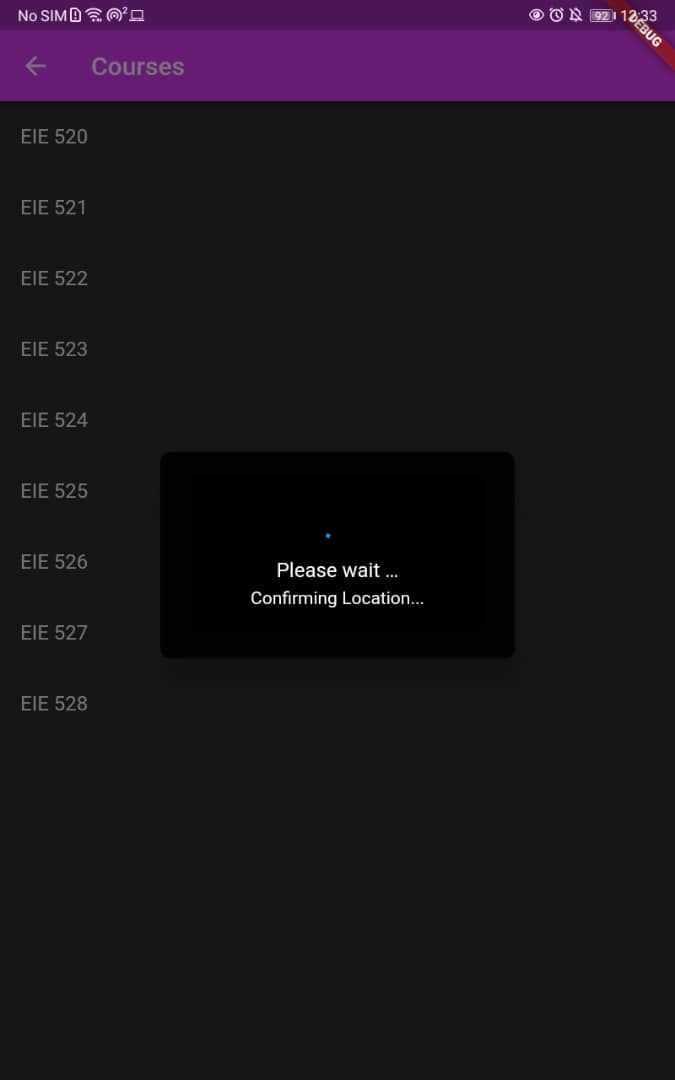 No SIM 2 92 12:33
DEBUG
Courses
EIE 520
EIE 521
EIE 522
EIE 523
EIE 524
EIE 525
EIE 526
EIE 527
EIE 528
Please wait ...
Confirming Location...